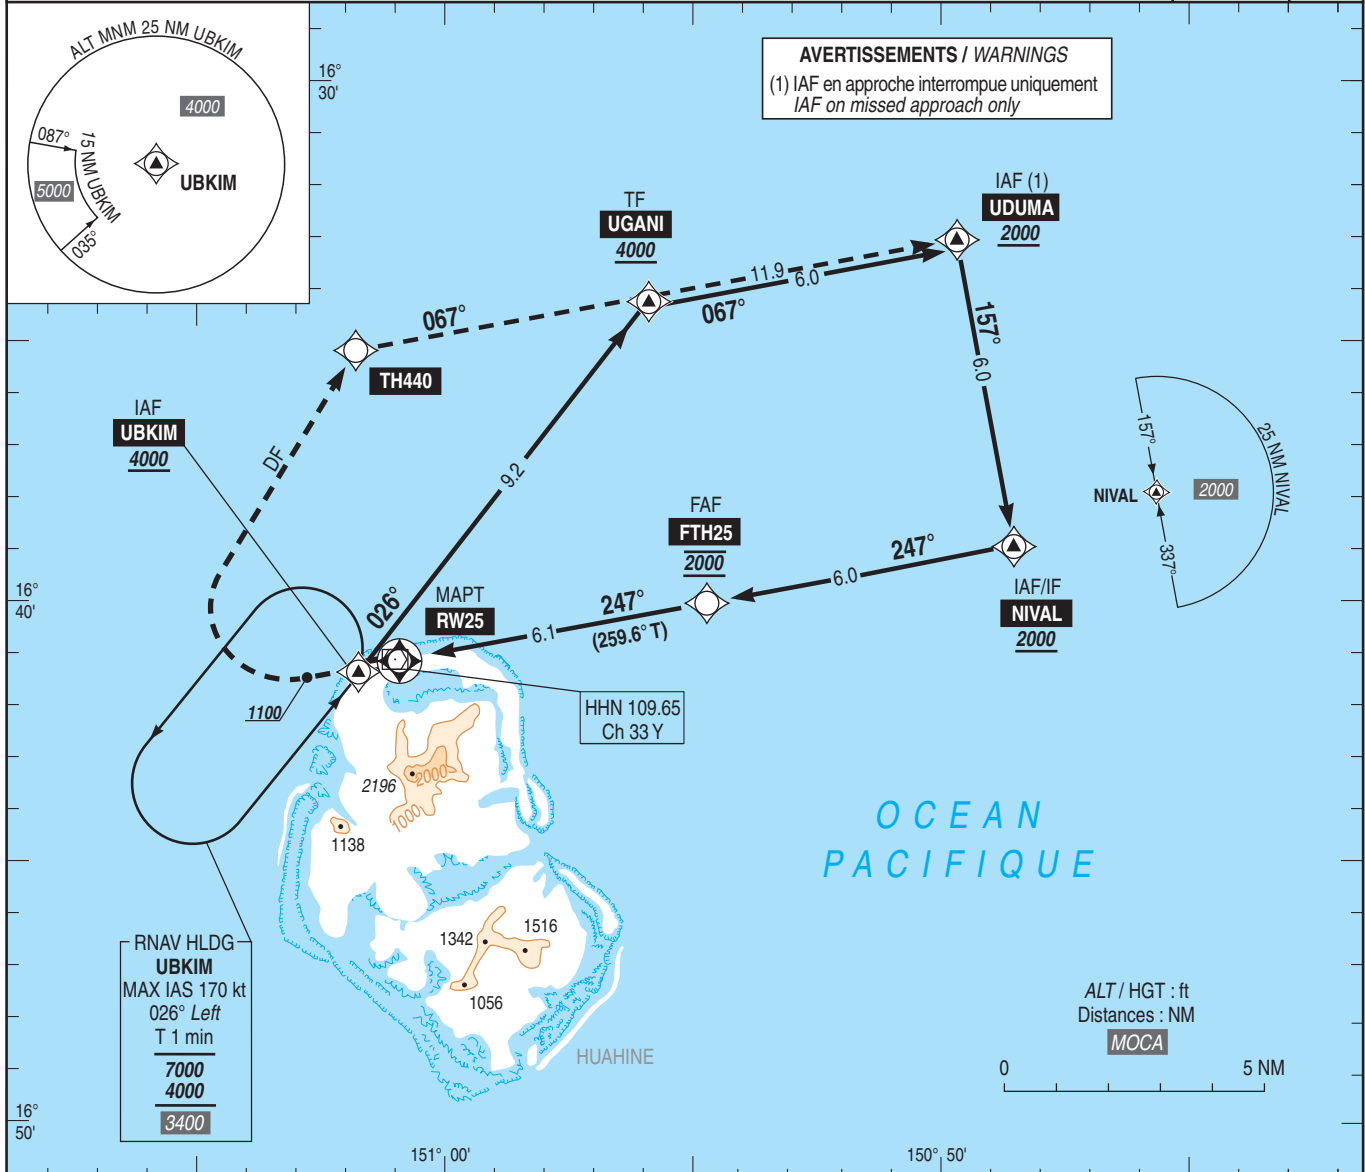 ALT MNM 25 NM UBKIM
4000
087°
15 NM UBKIM
5000
035°
UBKIM
16°
30'
AVERTISSEMENTS / WARNINGS
(1) IAF en approche interrompue uniquement
IAF on missed approach only
IAF (1)
UDUMA
2000
TF
UGANI
4000
11.9
6.0
067°
067°
157°
6.0
TH440
IAF
UBKIM
4000
DF
9.2
157°
25 NM NIVAL
NIVAL
2000
337°
FAF
FTH25
2000
247°
6.0
IAF/IF
NIVAL
2000
16°
40'
026°
MAPT
RW25
247°
6.1
(259.6° T)
1100
HHN 109.65
Ch 33 Y
2196
2000
1000
1138
OCEAN
PACIFIQUE
1342
1516
1056
HUAHINE
RNAV HLDG
UBKIM
MAX IAS 170 kt
026° Left
T 1 min
7000
4000
3400
ALT / HGT : ft
Distances : NM
MOCA
0
5 NM
16°
50'
151° 00'
150° 50'